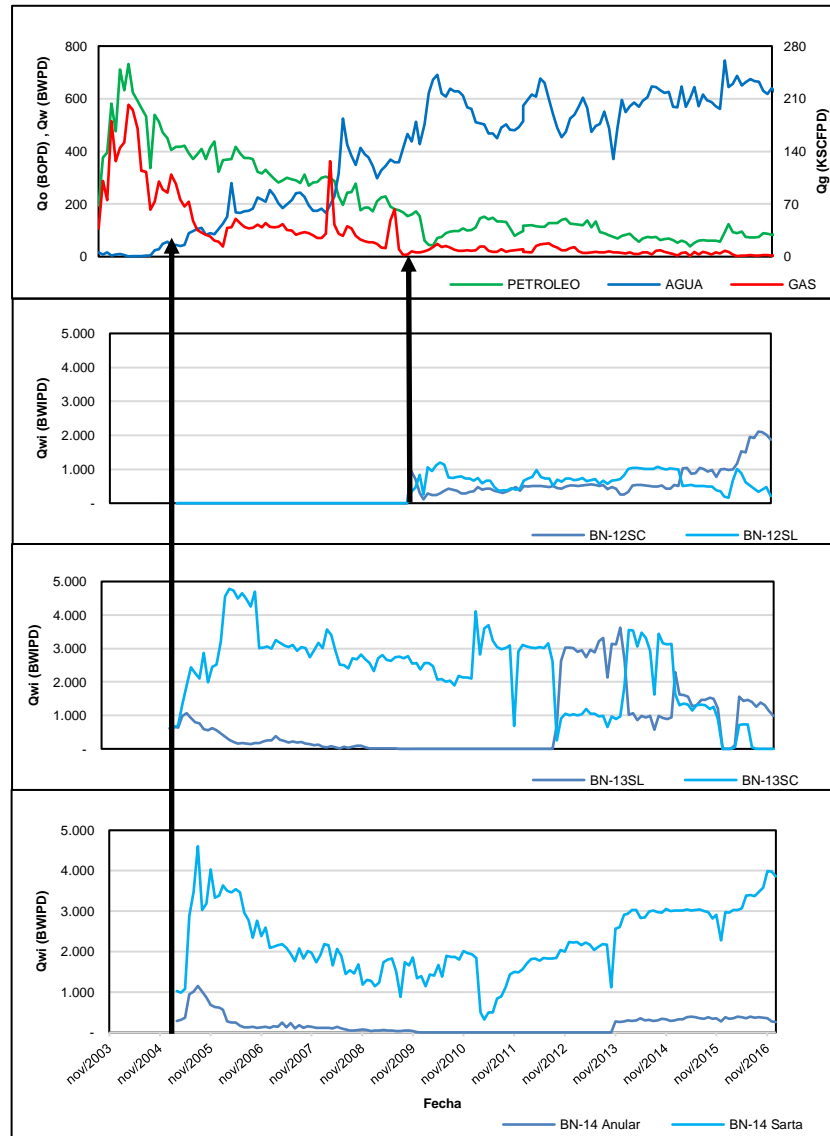 800
600
400
200
0
Qo (BOPD) , Qw (BWPD)
280
210
140
70
0
Qg (KSCFPD)
PETROLEO AGUA GAS
5.000
4.000
3.000
2.000
1.000
-
Qwi (BWIPD)
BN-12SC BN-12SL
5.000
4.000
3.000
2.000
1.000
-
Qwi (BWIPD)
BN-13SL BN-13SC
5.000
4.000
3.000
2.000
1.000
-
Qwi (BWIPD)
nov/2003 nov/2004 nov/2005 nov/2006 nov/2007 nov/2008 nov/2009 nov/2010 nov/2011 nov/2012 nov/2013 nov/2014 nov/2015 nov/2016
Fecha
BN-14 Anular BN-14 Sarta